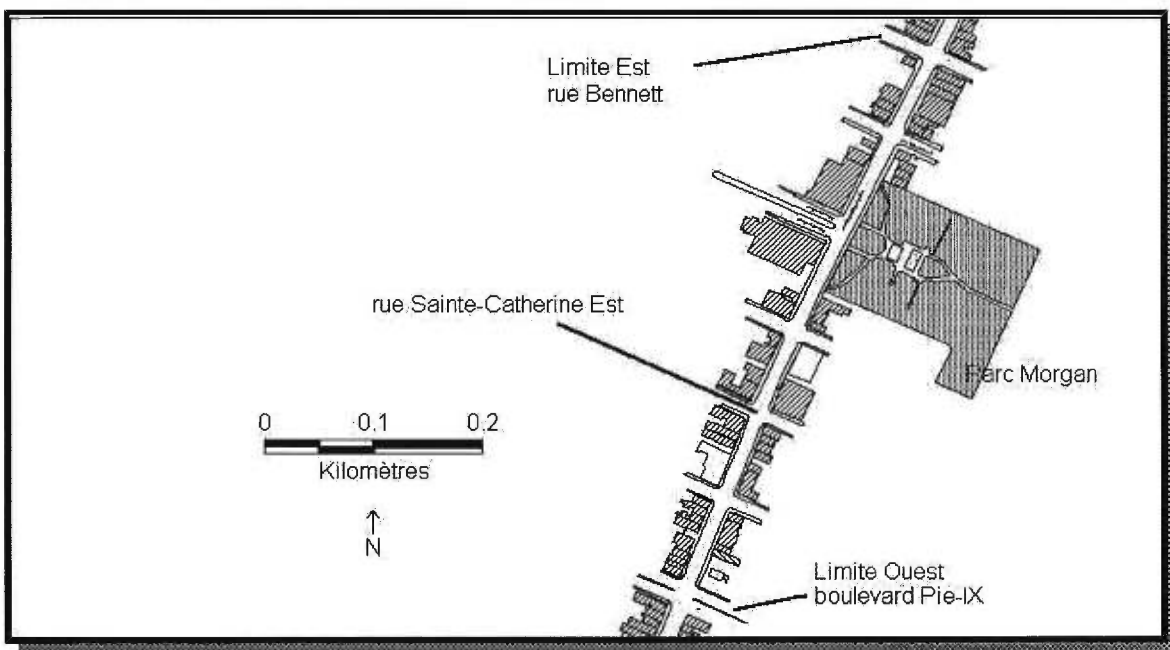 Limite Est
rue Bennett
rue Sainte-Catherine Est
Parc Morgan
0 0.1 0.2
Kilomètres
N
Limite Ouest
boulevard Pie-IX